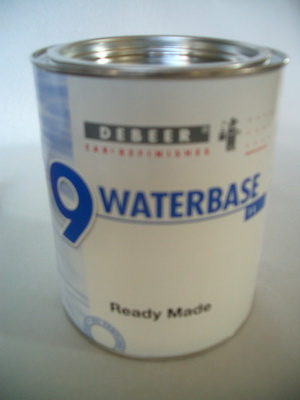 DEBEER
CAR REFINISHES
9 WATERBASE
Ready Made